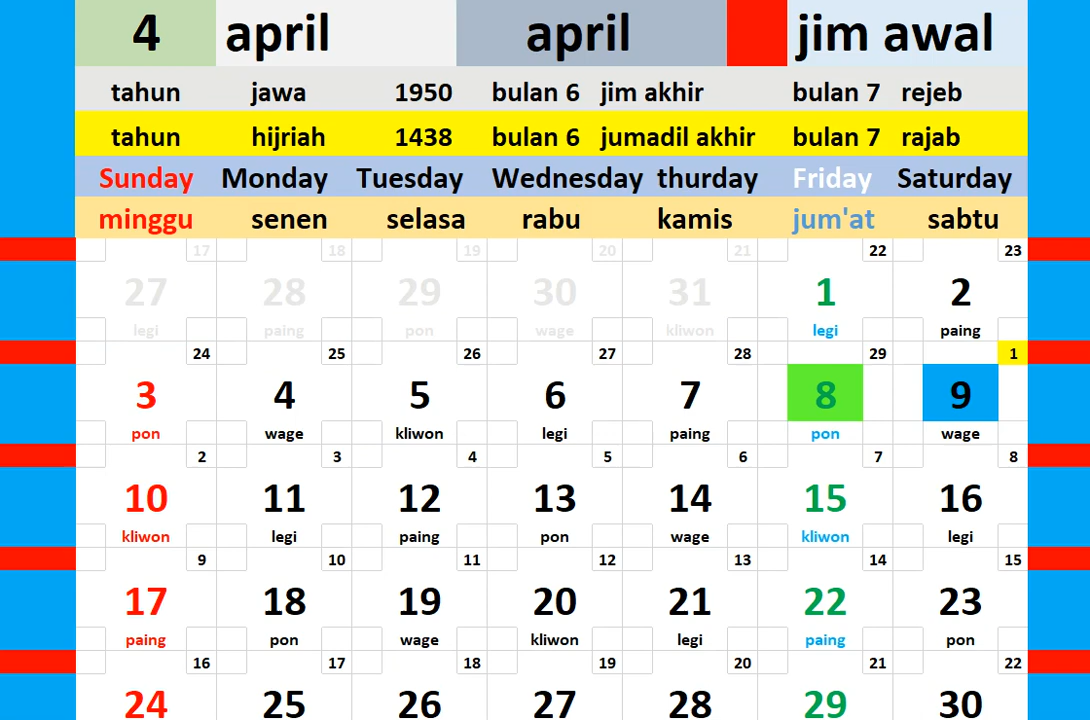 4 april april jim awal
tahun jawa 1950 bulan 6 jim akhir bulan 7 rejeb
tahun hijriah 1438 bulan 6 jumadil akhir bulan 7 rajab
Sunday Monday Tuesday Wednesday thurday Friday Saturday
minggu senen selasa rabu kamis jum'at sabtu
17 18 19 20 21 22 23
27 28 29 30 31 1 2
legi paing pon wage kliwon legi paing
24 25 26 27 28 29 1
3 4 5 6 7 8 9
pon wage kliwon legi paing pon wage
2 3 4 5 6 7 8
10 11 12 13 14 15 16
kliwon legi paing pon wage kliwon legi
9 10 11 12 13 14 15
17 18 19 20 21 22 23
paing pon wage kliwon legi paing pon
16 17 18 19 20 21 22
24 25 26 27 28 29 30